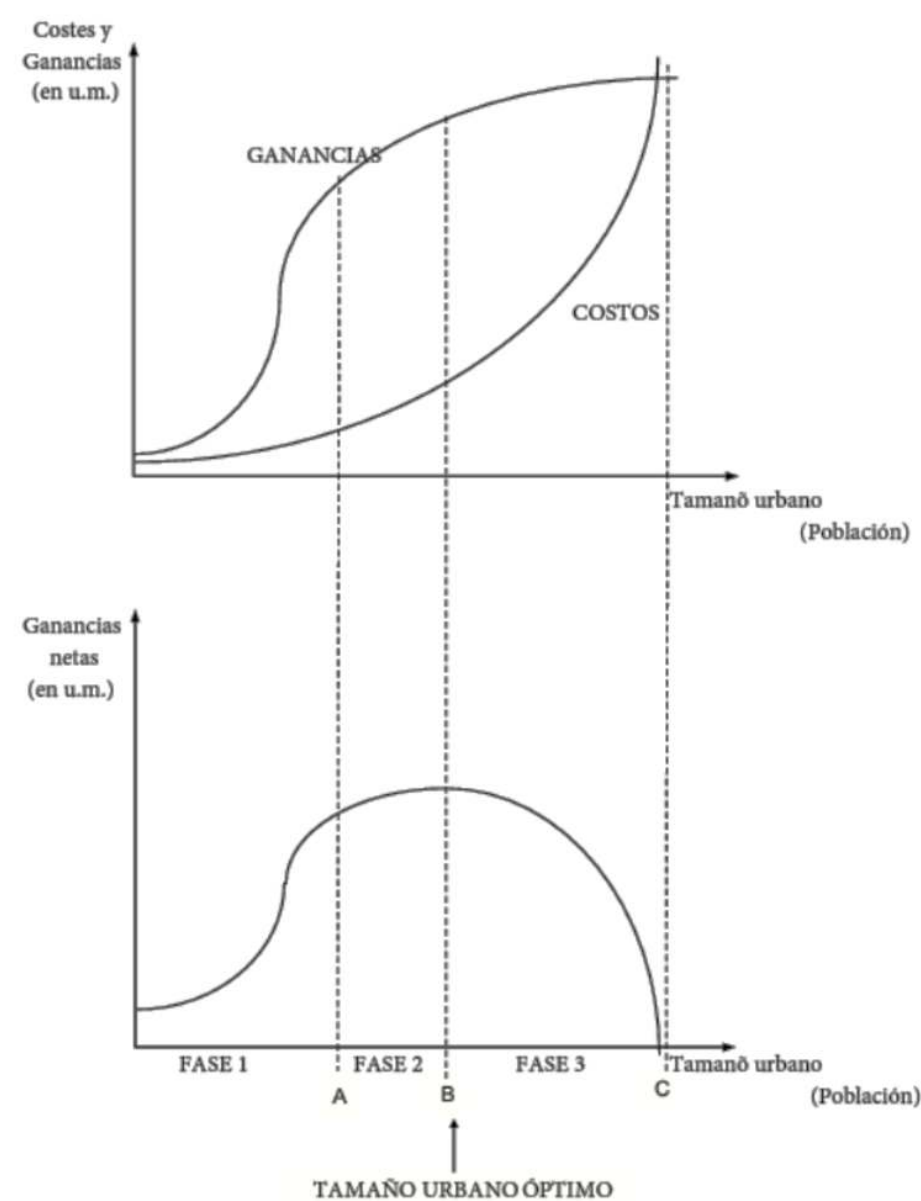 Costes y
Ganancias
(en u.m.)
GANANCIAS
COSTOS
Tamanõ urbano
(Población)
Ganancias
netas
(en u.m.)
FASE 1
FASE 2
FASE 3
Tamanõ urbano
A
B
C
(Población)
TAMAÑO URBANO ÓPTIMO